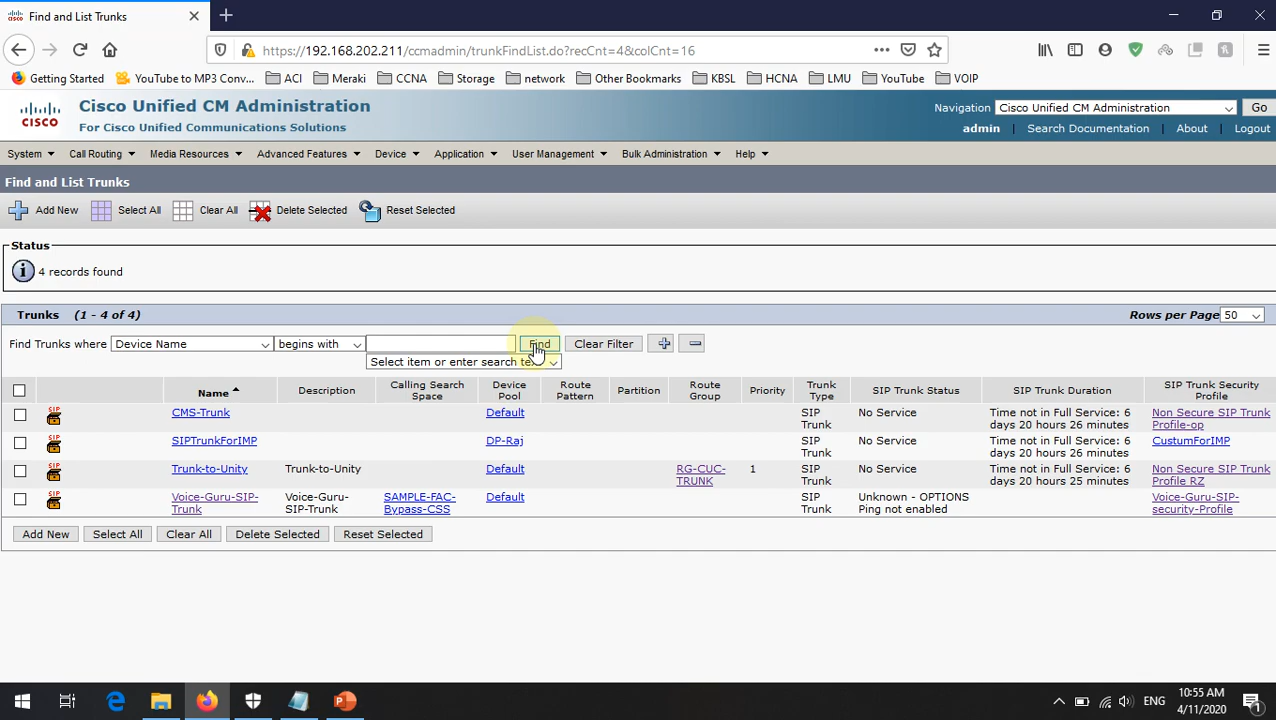 Find and List Trunks
https://192.168.202.211/ccmadmin/trunkFindList.do?recCnt=4&colCnt=16
Getting Started YouTube to MP3 Conv... ACI Meraki CCNA Storage network Other Bookmarks KBSL HCNA LMU YouTube VOIP
CISCO
Cisco Unified CM Administration
For Cisco Unified Communications Solutions
Navigation Cisco Unified CM Administration Go
admin | Search Documentation | About | Logout
System Call Routing Media Resources Advanced Features Device Application User Management Bulk Administration Help
Find and List Trunks
Add New Select All Clear All Delete Selected Reset Selected
Status
i 4 records found
Trunks (1 - 4 of 4) Rows per Page 50
Find Trunks where Device Name begins with Find Clear Filter
Select item or enter search te
Name Description Calling Search Space Device Pool Route Pattern Partition Route Group Priority Trunk Type SIP Trunk Status SIP Trunk Duration SIP Trunk Security Profile
SIP CMS-Trunk Default SIP Trunk No Service Time not in Full Service: 6 days 20 hours 26 minutes Non Secure SIP Trunk Profile-op
SIP SIPTrunkForIMP DP-Raj SIP Trunk No Service Time not in Full Service: 6 days 20 hours 26 minutes CustumForIMP
SIP Trunk-to-Unity Trunk-to-Unity Default RG-CUC-TRUNK 1 SIP Trunk No Service Time not in Full Service: 6 days 20 hours 25 minutes Non Secure SIP Trunk Profile RZ
SIP Voice-Guru-SIP-Trunk Voice-Guru-SIP-Trunk SAMPLE-FAC-Bypass-CSS Default SIP Trunk Unknown - OPTIONS Ping not enabled Voice-Guru-SIP-security-Profile
Add New Select All Clear All Delete Selected Reset Selected
ENG
10:55 AM
4/11/2020
1